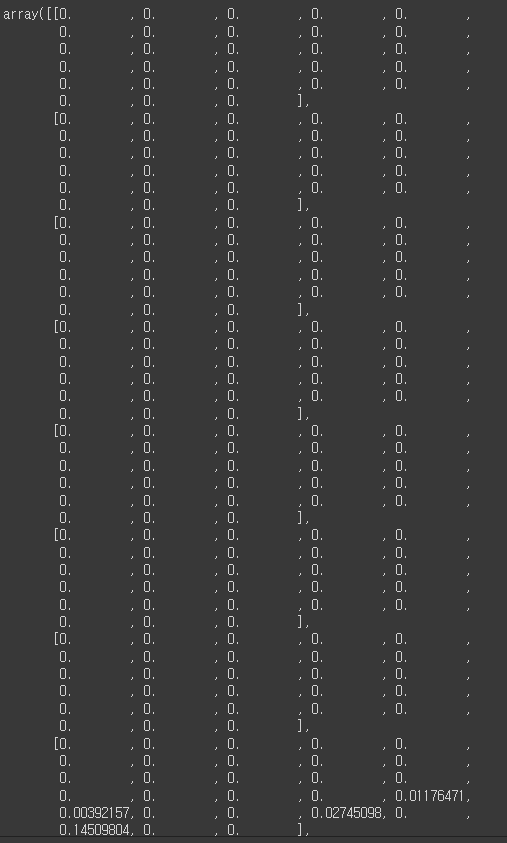 array([[0.        , 0.        , 0.        , 0.        , 0.        ,
        0.        , 0.        , 0.        , 0.        , 0.        ,
        0.        , 0.        , 0.        , 0.        , 0.        ,
        0.        , 0.        , 0.        , 0.        , 0.        ,
        0.        , 0.        , 0.        , 0.        , 0.        ,
        0.        , 0.        , 0.        ],
       [0.        , 0.        , 0.        , 0.        , 0.        ,
        0.        , 0.        , 0.        , 0.        , 0.        ,
        0.        , 0.        , 0.        , 0.        , 0.        ,
        0.        , 0.        , 0.        , 0.        , 0.        ,
        0.        , 0.        , 0.        , 0.        , 0.        ,
        0.        , 0.        , 0.        ],
       [0.        , 0.        , 0.        , 0.        , 0.        ,
        0.        , 0.        , 0.        , 0.        , 0.        ,
        0.        , 0.        , 0.        , 0.        , 0.        ,
        0.        , 0.        , 0.        , 0.        , 0.        ,
        0.        , 0.        , 0.        , 0.        , 0.        ,
        0.        , 0.        , 0.        ],
       [0.        , 0.        , 0.        , 0.        , 0.        ,
        0.        , 0.        , 0.        , 0.        , 0.        ,
        0.        , 0.        , 0.        , 0.        , 0.        ,
        0.        , 0.        , 0.        , 0.        , 0.        ,
        0.        , 0.        , 0.        , 0.        , 0.        ,
        0.        , 0.        , 0.        ],
       [0.        , 0.        , 0.        , 0.        , 0.        ,
        0.        , 0.        , 0.        , 0.        , 0.        ,
        0.        , 0.        , 0.        , 0.        , 0.        ,
        0.        , 0.        , 0.        , 0.        , 0.        ,
        0.        , 0.        , 0.        , 0.        , 0.        ,
        0.        , 0.        , 0.        ],
       [0.        , 0.        , 0.        , 0.        , 0.        ,
        0.        , 0.        , 0.        , 0.        , 0.        ,
        0.        , 0.        , 0.        , 0.        , 0.        ,
        0.        , 0.        , 0.        , 0.        , 0.        ,
        0.        , 0.        , 0.        , 0.        , 0.        ,
        0.        , 0.        , 0.        ],
       [0.        , 0.        , 0.        , 0.        , 0.        ,
        0.        , 0.        , 0.        , 0.        , 0.        ,
        0.        , 0.        , 0.        , 0.        , 0.        ,
        0.        , 0.        , 0.        , 0.        , 0.        ,
        0.        , 0.        , 0.        , 0.        , 0.        ,
        0.        , 0.        , 0.        ],
       [0.        , 0.        , 0.        , 0.        , 0.        ,
        0.        , 0.        , 0.        , 0.        , 0.        ,
        0.        , 0.        , 0.        , 0.        , 0.        ,
        0.        , 0.        , 0.        , 0.        , 0.01176471,
        0.00392157, 0.        , 0.        , 0.02745098, 0.        ,
        0.14509804, 0.        , 0.        ],